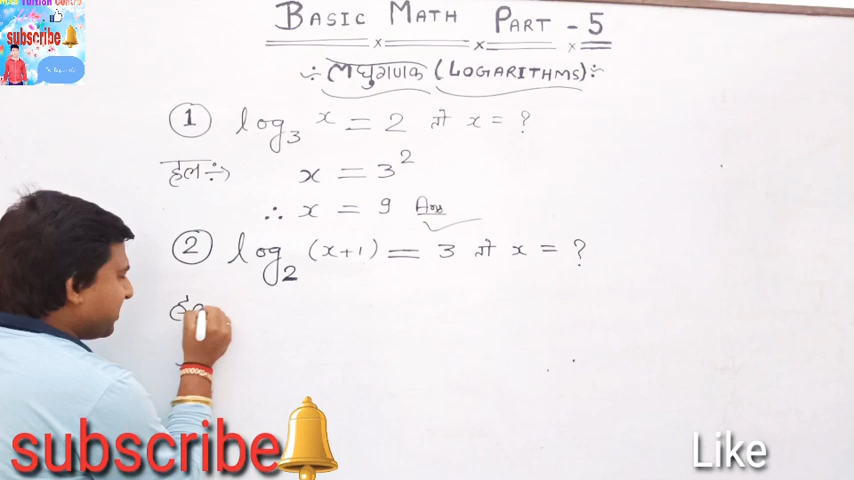 BASIC MATH PART - 5
÷ लघुगणक (LOGARITHMS) ÷
① log₃ x = 2 तो x = ?
हल ÷> x = 3²
∴ x = 9 Ans
② log₂ (x+1) = 3 तो x = ?
subscribe
subscribe
Like